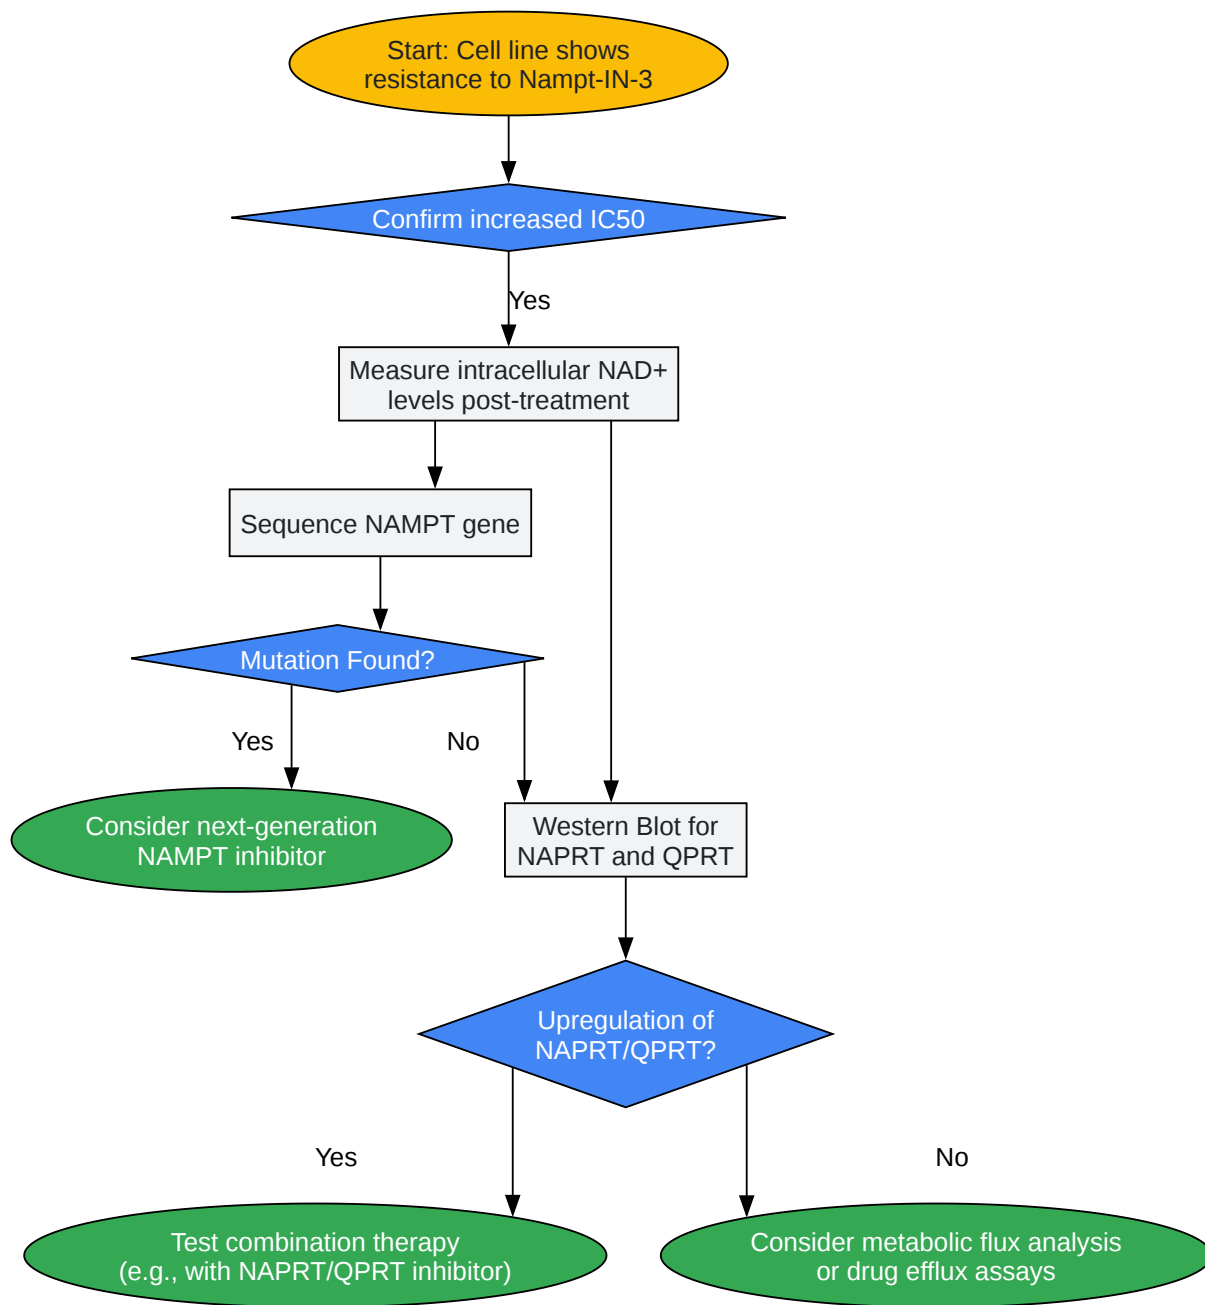 Start: Cell line shows
resistance to Nampt-IN-3
Confirm increased IC50
Yes
Measure intracellular NAD+
levels post-treatment
Sequence NAMPT gene
Mutation Found?
Yes
No
Consider next-generation
NAMPT inhibitor
Western Blot for
NAPRT and QPRT
Upregulation of
NAPRT/QPRT?
Yes
No
Test combination therapy
(e.g., with NAPRT/QPRT inhibitor)
Consider metabolic flux analysis
or drug efflux assays